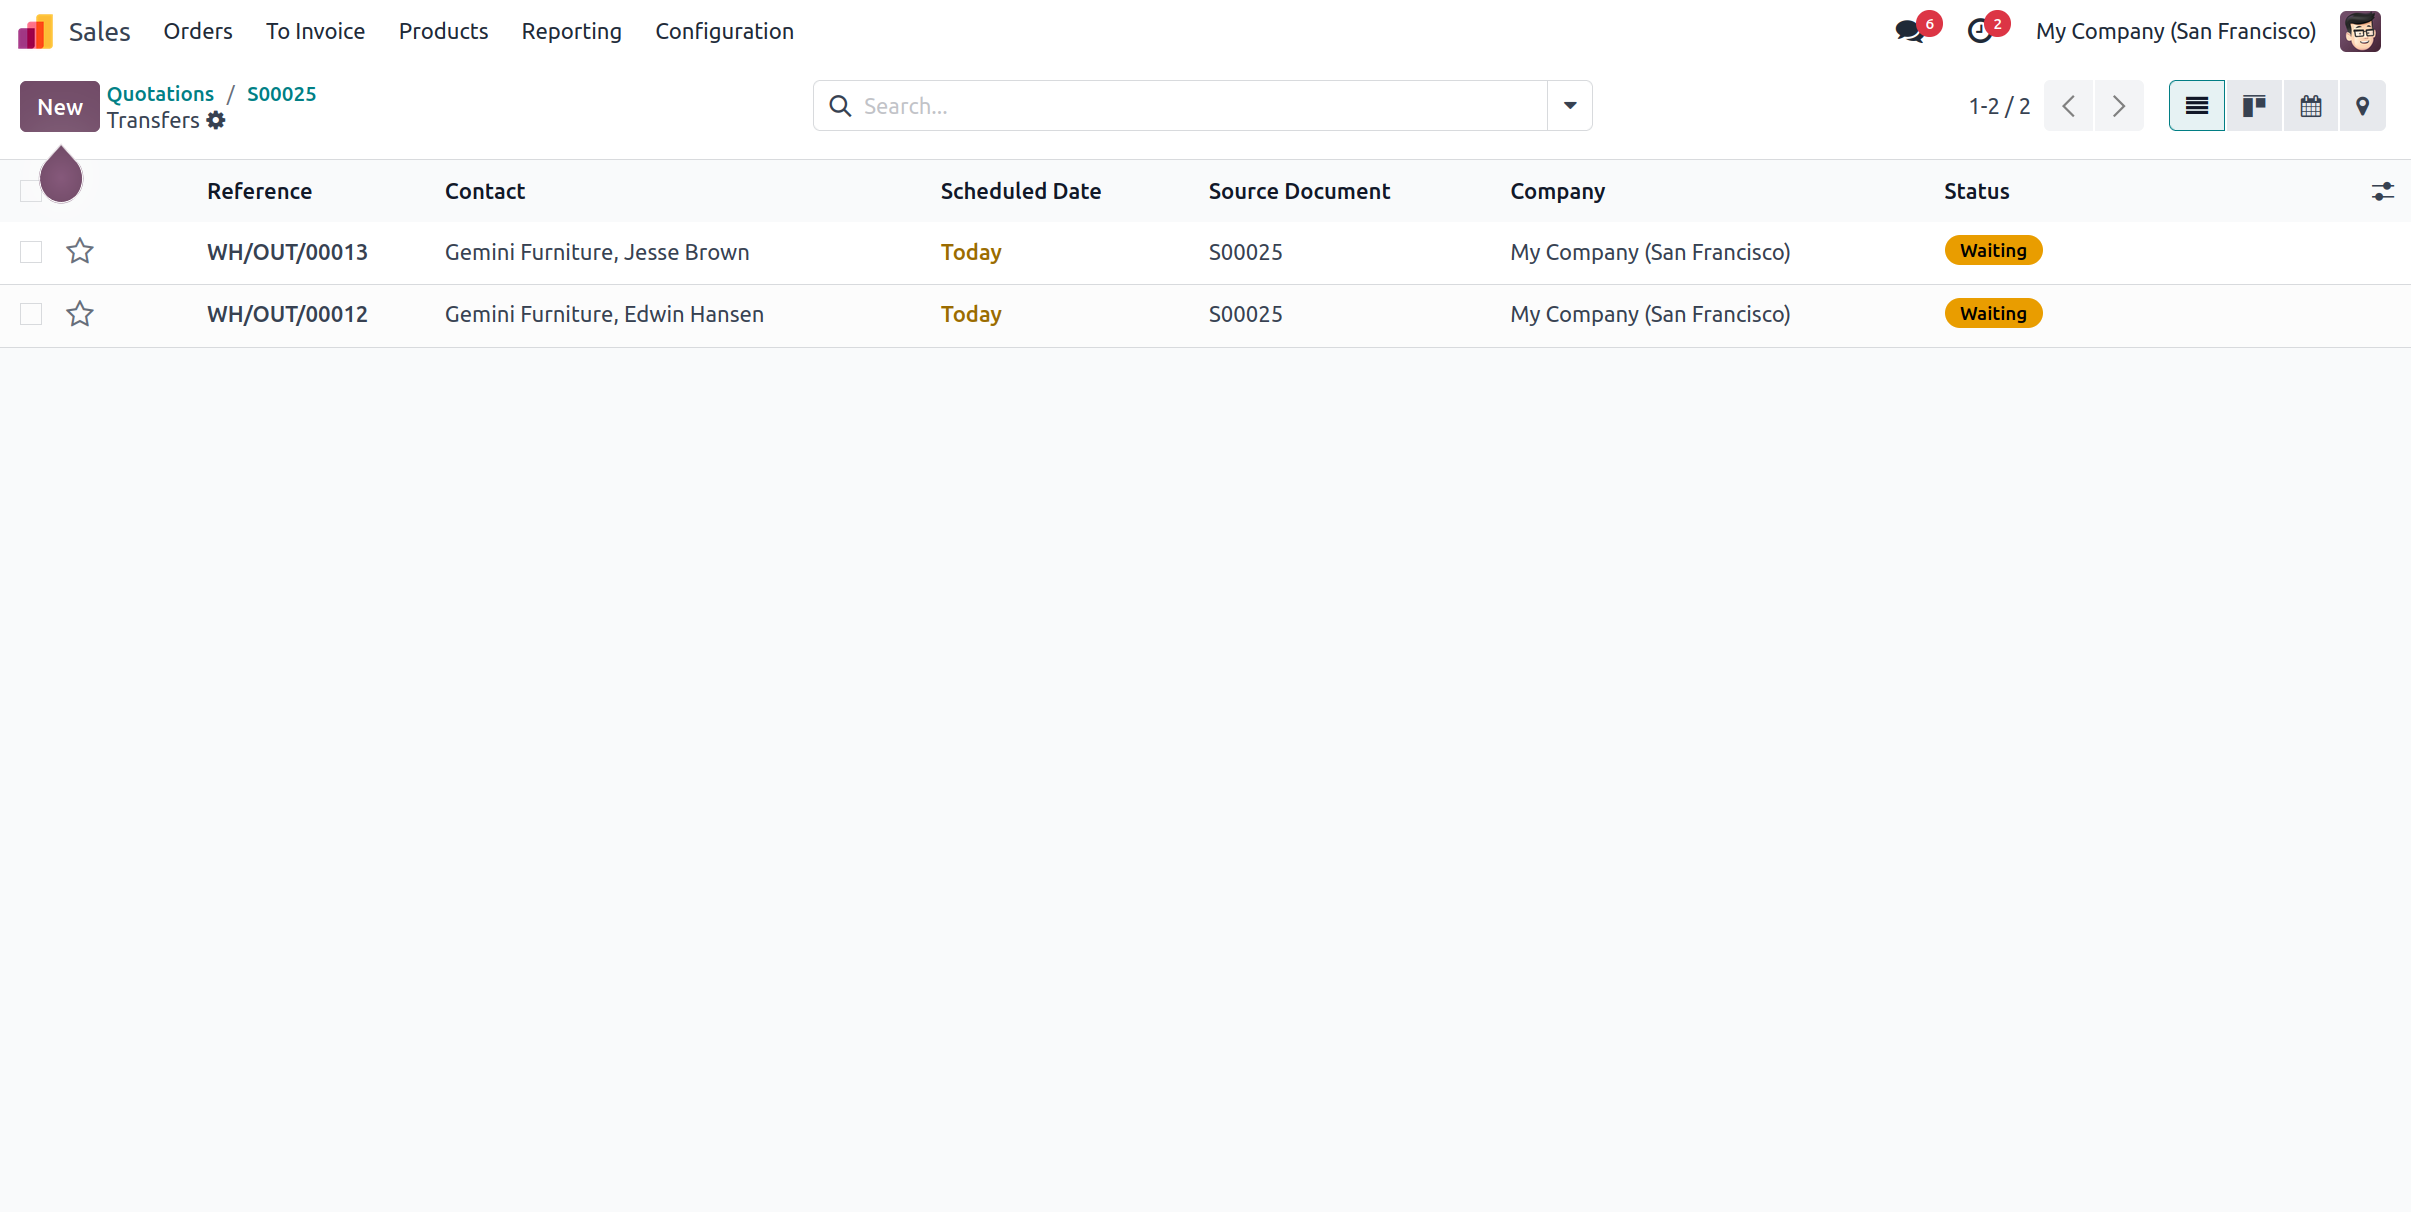 Sales Orders To Invoice Products Reporting Configuration 6 2 My Company (San Francisco)
New Quotations / S00025 Search... 1-2 / 2
Transfers
Reference Contact Scheduled Date Source Document Company Status
WH/OUT/00013 Gemini Furniture, Jesse Brown Today S00025 My Company (San Francisco) Waiting
WH/OUT/00012 Gemini Furniture, Edwin Hansen Today S00025 My Company (San Francisco) Waiting